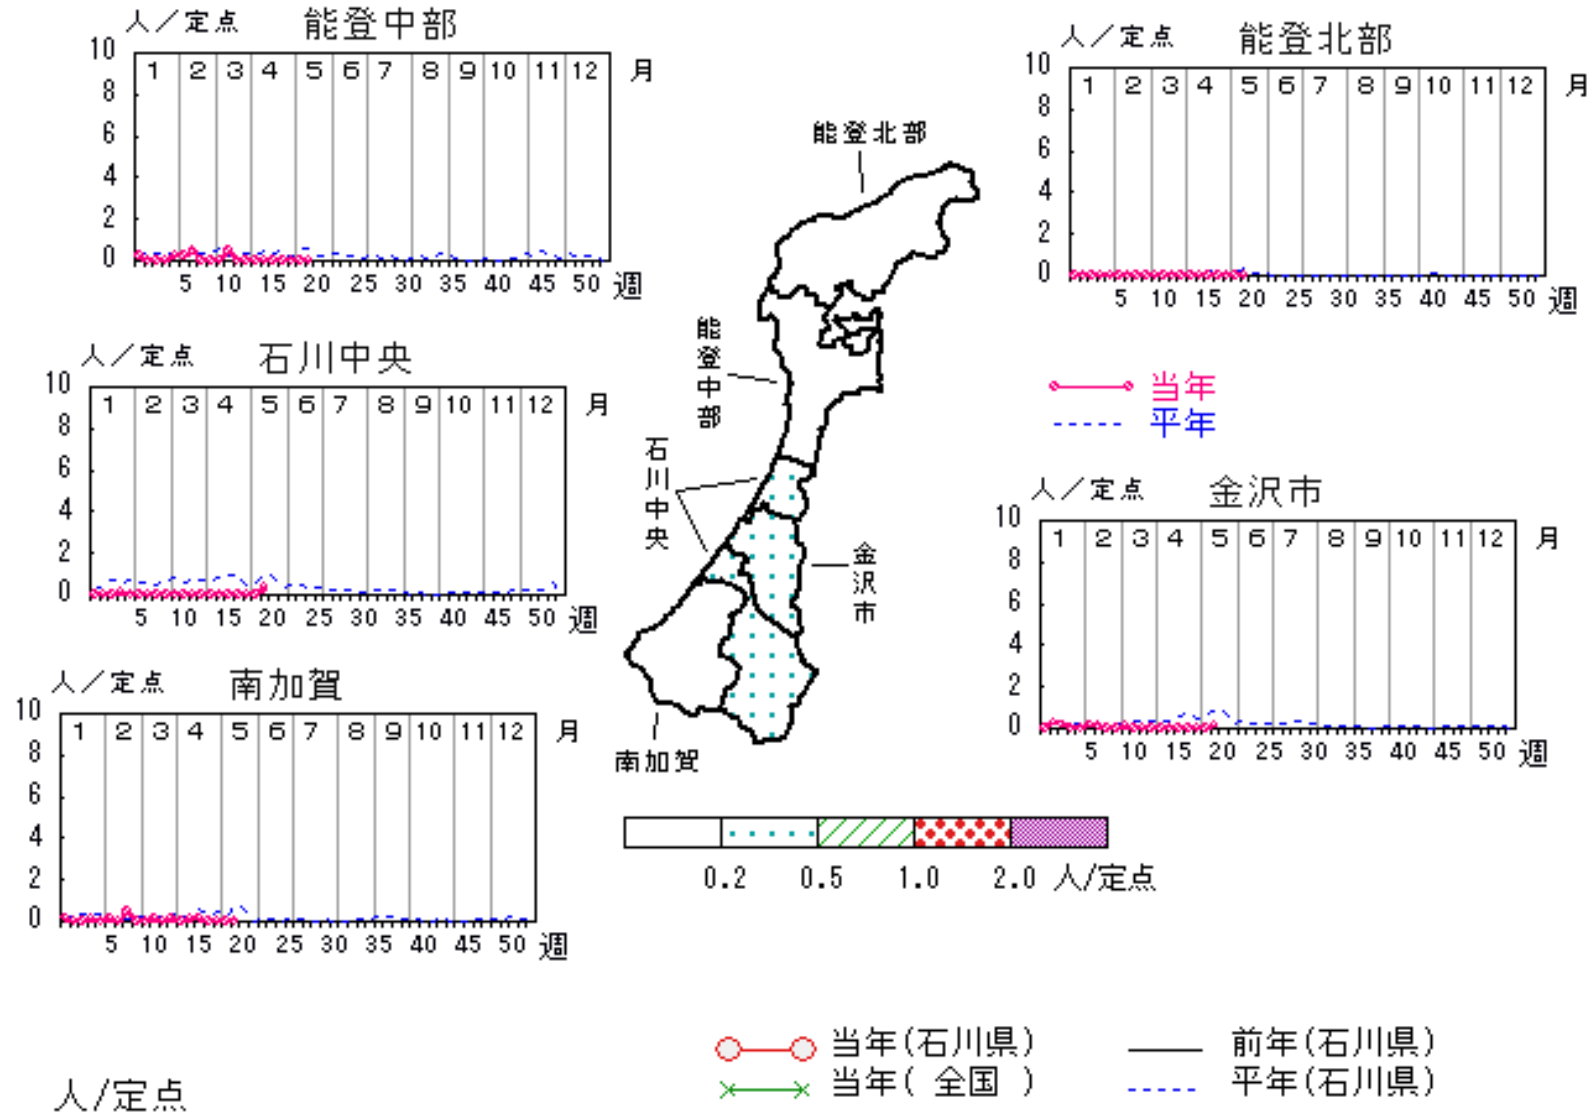 人／定点 能登中部
10
1 2 3 4 5 6 7 8 9 10 11 12 月
8
6
4
2
0
5 10 15 20 25 30 35 40 45 50 週
人／定点 能登北部
10
1 2 3 4 5 6 7 8 9 10 11 12 月
8
6
4
2
0
5 10 15 20 25 30 35 40 45 50 週
能登北部
能登中部
石川中央
金沢市
南加賀
当年
平年
人／定点 石川中央
10
1 2 3 4 5 6 7 8 9 10 11 12 月
8
6
4
2
0
5 10 15 20 25 30 35 40 45 50 週
人／定点 金沢市
10
1 2 3 4 5 6 7 8 9 10 11 12 月
8
6
4
2
0
5 10 15 20 25 30 35 40 45 50 週
人／定点 南加賀
10
1 2 3 4 5 6 7 8 9 10 11 12 月
8
6
4
2
0
5 10 15 20 25 30 35 40 45 50 週
0.2 0.5 1.0 2.0 人/定点
当年(石川県) 前年(石川県)
当年( 全国 ) 平年(石川県)
人/定点